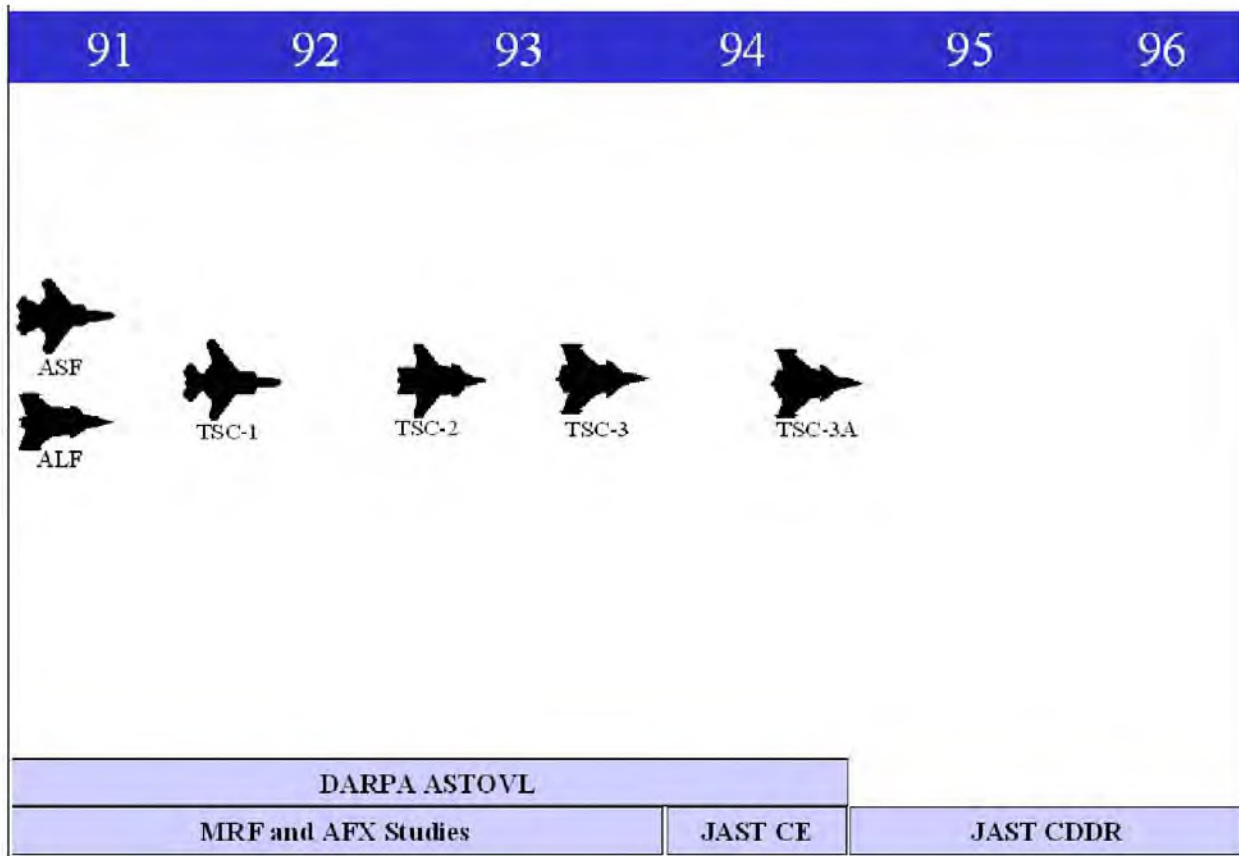 91 92 93 94 95 96
ASF
ALF
TSC-1
TSC-2
TSC-3
TSC-3A
DARPA ASTOVL
MRF and AFX Studies
JAST CE
JAST CDDR